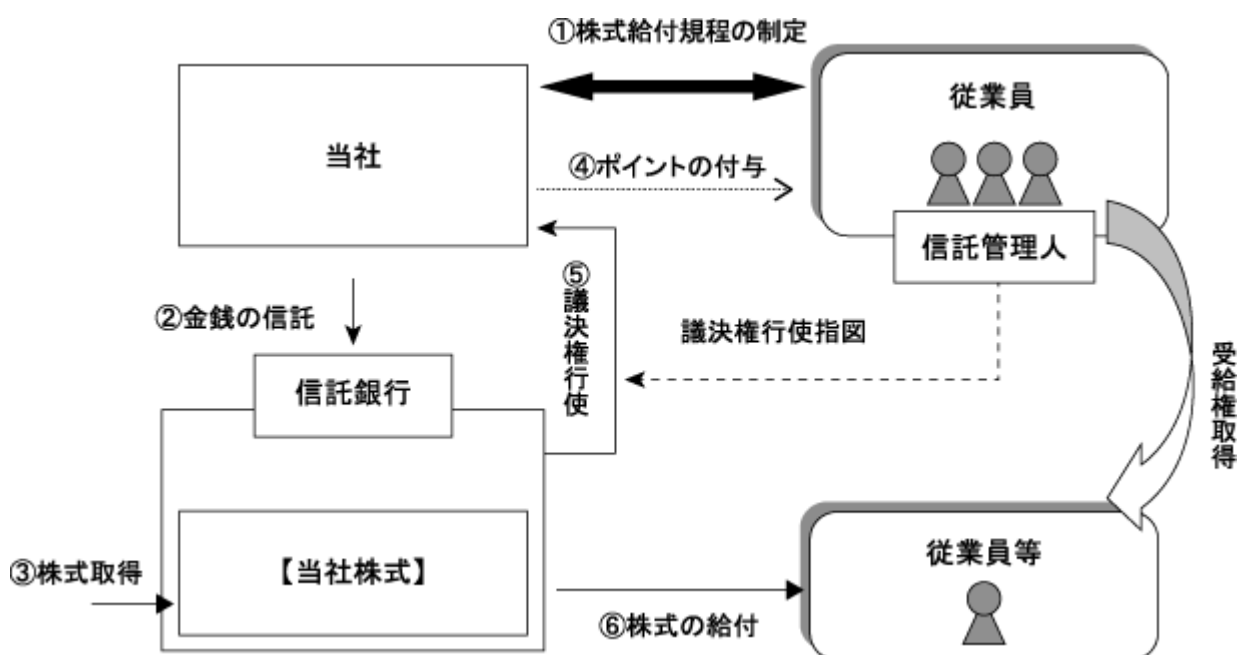 ①株式給付規程の制定
従業員
当社
④ポイントの付与
信託管理人
②金銭の信託
⑤議決権行使
議決権行使指図
受給権取得
信託銀行
③株式取得
【当社株式】
従業員等
⑥株式の給付